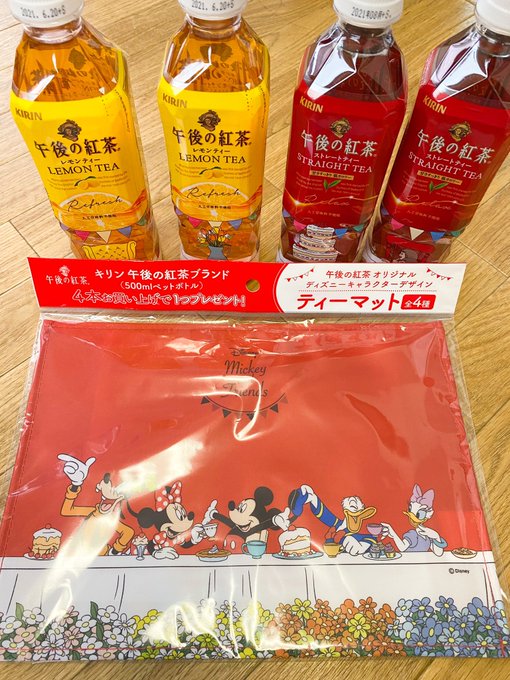 2021. 6.20+S
2021. 6.20+S
KIRIN
午後の紅茶
レモンティー
LEMON TEA
Refresh
KIRIN
午後の紅茶
レモンティー
LEMON TEA
Refresh
KIRIN
午後の紅茶
ストレートティー
STRAIGHT TEA
KIRIN
午後の紅茶
ストレートティー
STRAIGHT TEA
午後の紅茶
キリン 午後の紅茶ブランド
(500mlペットボトル)
4本お買い上げで1つプレゼント!
午後の紅茶 オリジナル
ディズニーキャラクターデザイン
ティーマット 全4種
Disney
Mickey
Friends
©Disney